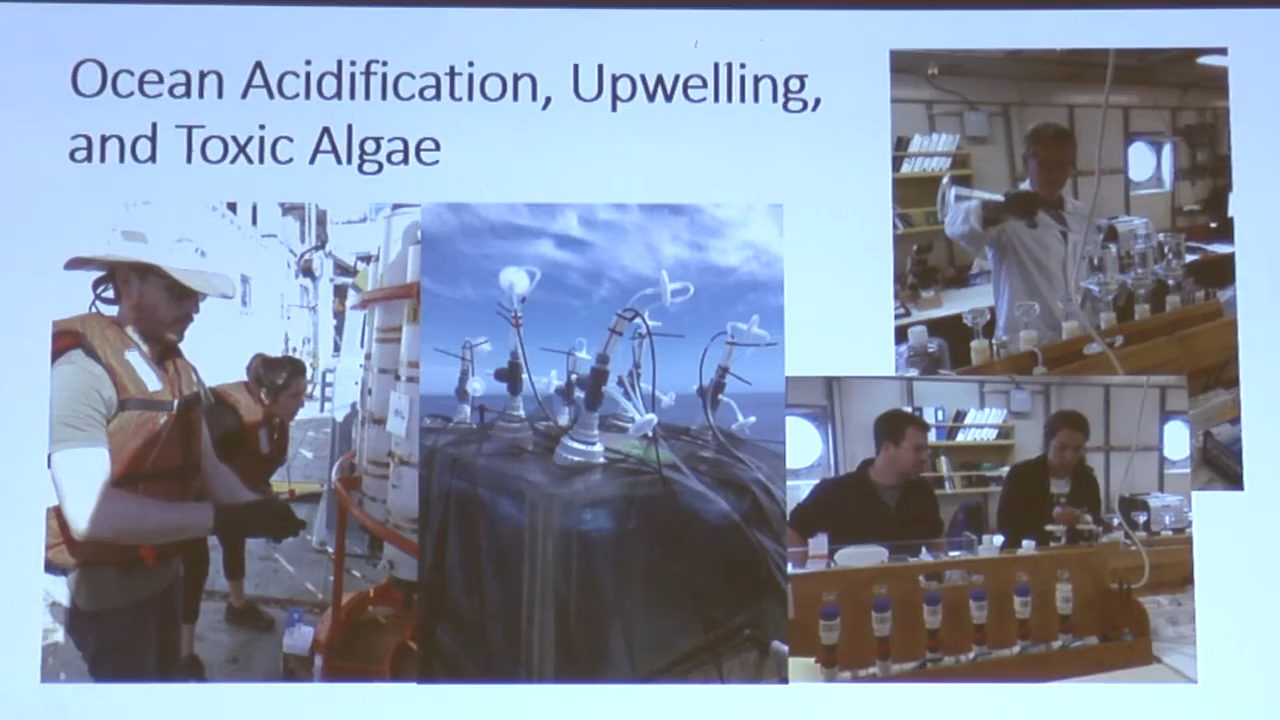 Ocean Acidification, Upwelling,
and Toxic Algae